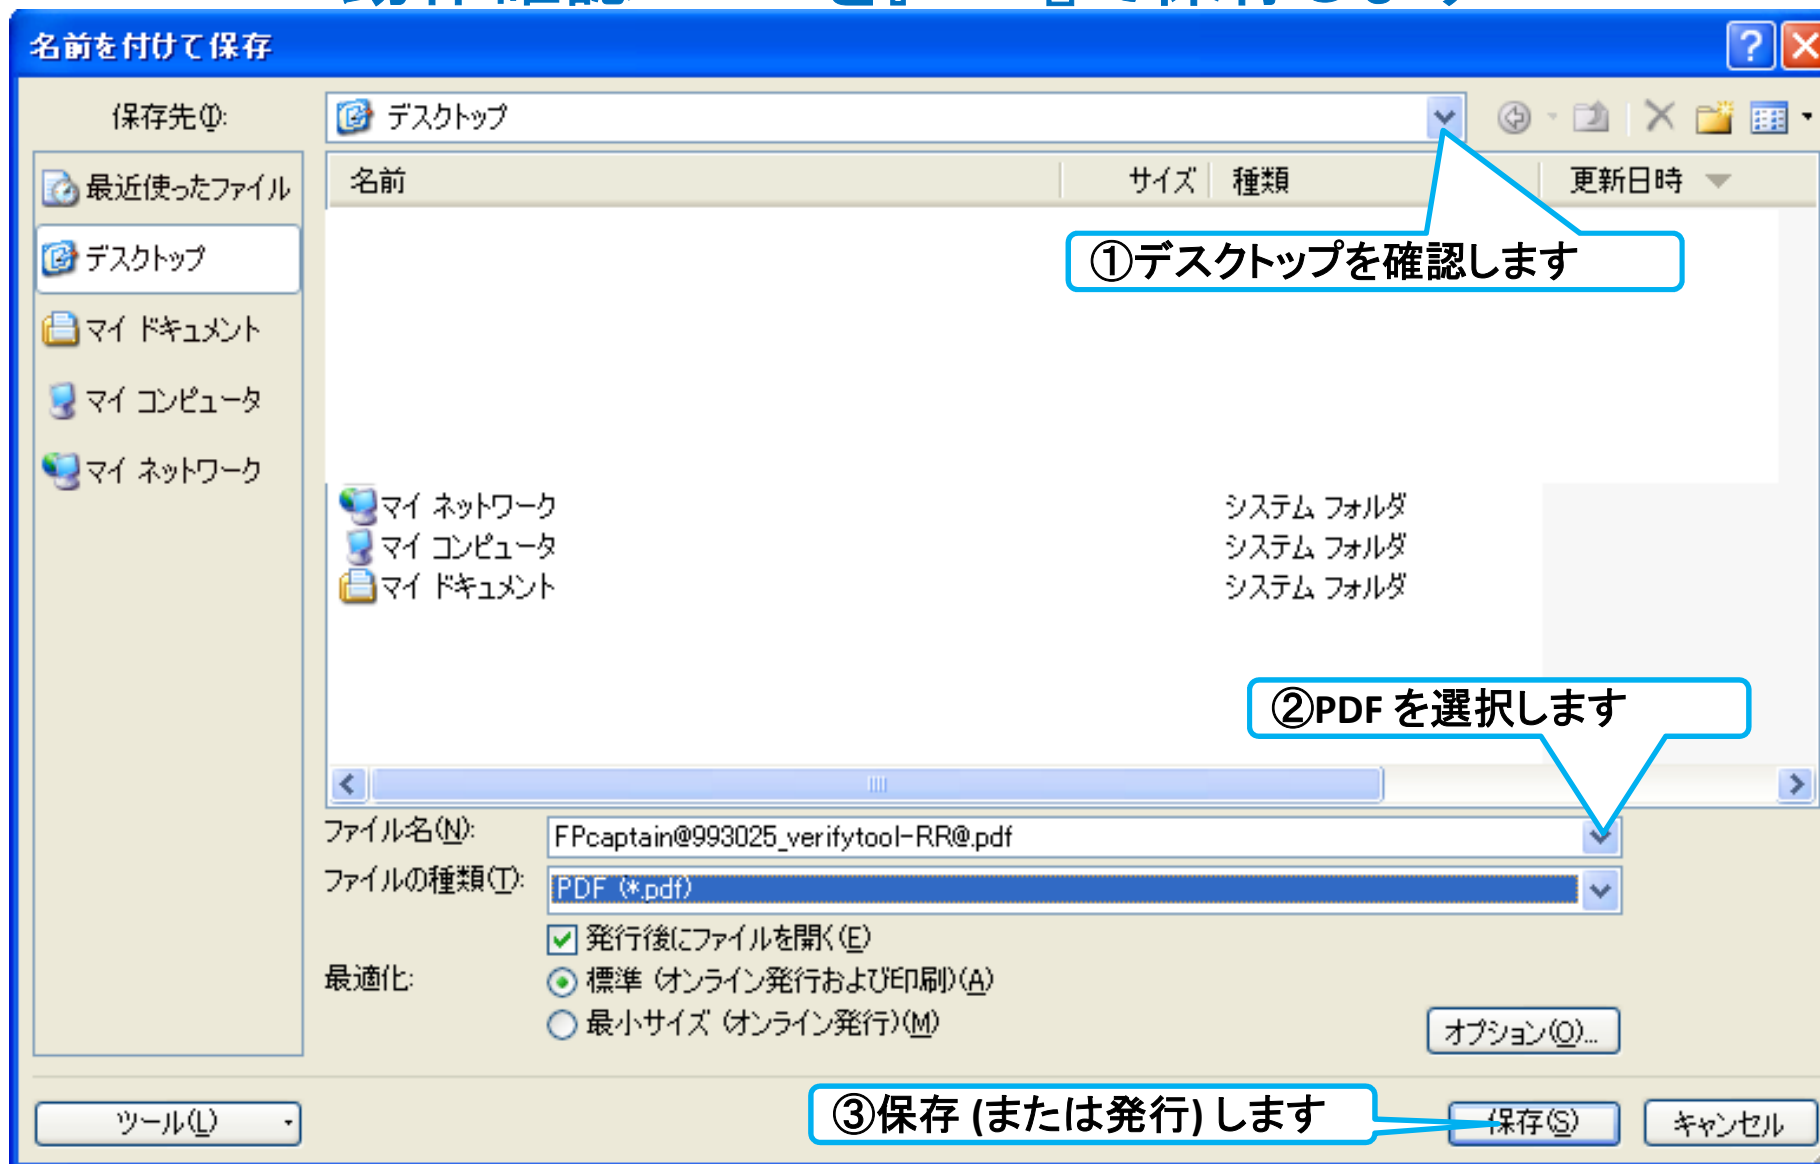 名前を付けて保存
保存先(I):
デスクトップ
最近使ったファイル
デスクトップ
マイ ドキュメント
マイ コンピュータ
マイ ネットワーク
名前 サイズ 種類 更新日時
①デスクトップを確認します
マイ ネットワーク システム フォルダ
マイ コンピュータ システム フォルダ
マイ ドキュメント システム フォルダ
②PDF を選択します
ファイル名(N): FPcaptain@993025_verifytool-RR@.pdf
ファイルの種類(T): PDF (*.pdf)
発行後にファイルを開く(E)
最適化: 標準 (オンライン発行および印刷)(A)
最小サイズ (オンライン発行)(M)
オプション(O)...
ツール(L)
③保存 (または発行) します
保存(S)
キャンセル